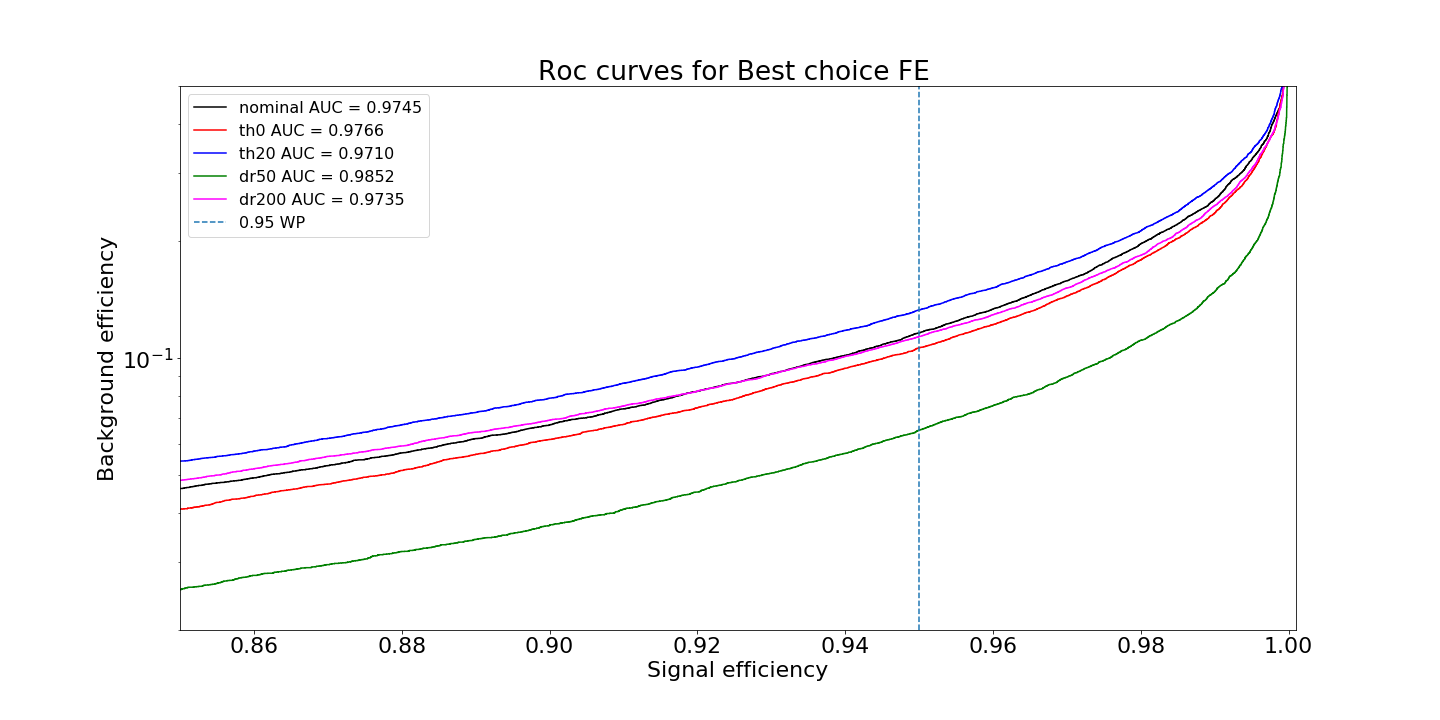 Roc curves for Best choice FE
nominal AUC = 0.9745
th0 AUC = 0.9766
th20 AUC = 0.9710
dr50 AUC = 0.9852
dr200 AUC = 0.9735
0.95 WP
Background efficiency
10⁻¹
0.86 0.88 0.90 0.92 0.94 0.96 0.98 1.00
Signal efficiency